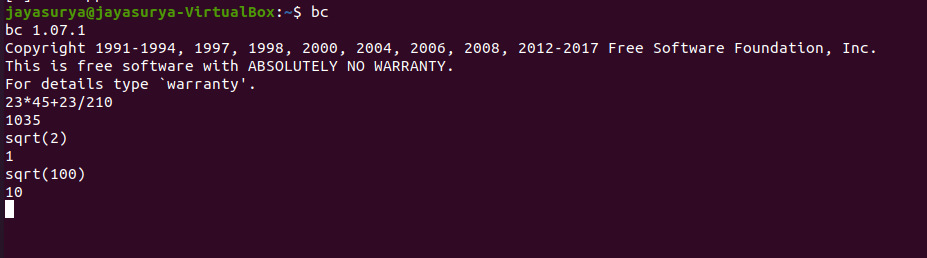 jayasurya@jayasurya-VirtualBox:~$ bc
bc 1.07.1
Copyright 1991-1994, 1997, 1998, 2000, 2004, 2006, 2008, 2012-2017 Free Software Foundation, Inc.
This is free software with ABSOLUTELY NO WARRANTY.
For details type `warranty'.
23*45+23/210
1035
sqrt(2)
1
sqrt(100)
10